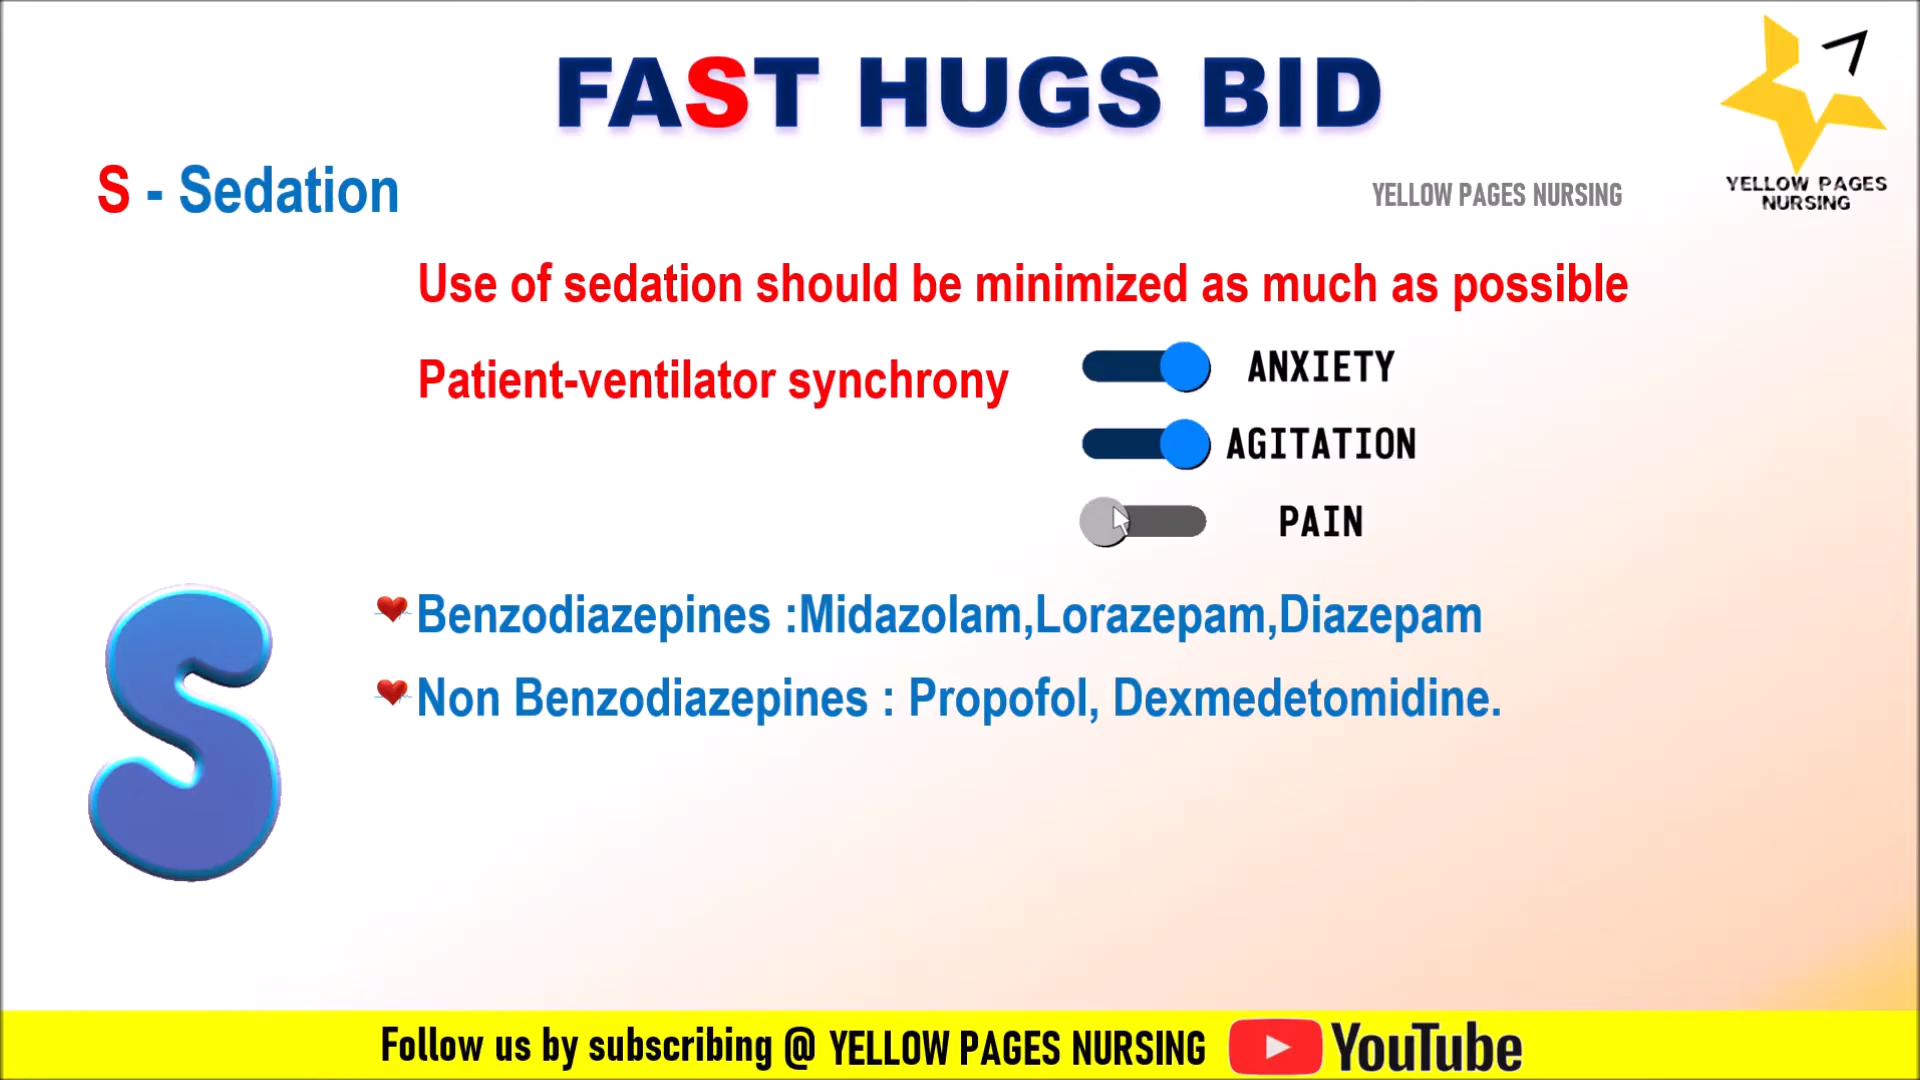 FAST HUGS BID
S - Sedation
YELLOW PAGES NURSING
YELLOW PAGES
NURSING
Use of sedation should be minimized as much as possible
Patient-ventilator synchrony
ANXIETY
AGITATION
PAIN
S
Benzodiazepines :Midazolam,Lorazepam,Diazepam
Non Benzodiazepines : Propofol, Dexmedetomidine.
Follow us by subscribing @ YELLOW PAGES NURSING YouTube